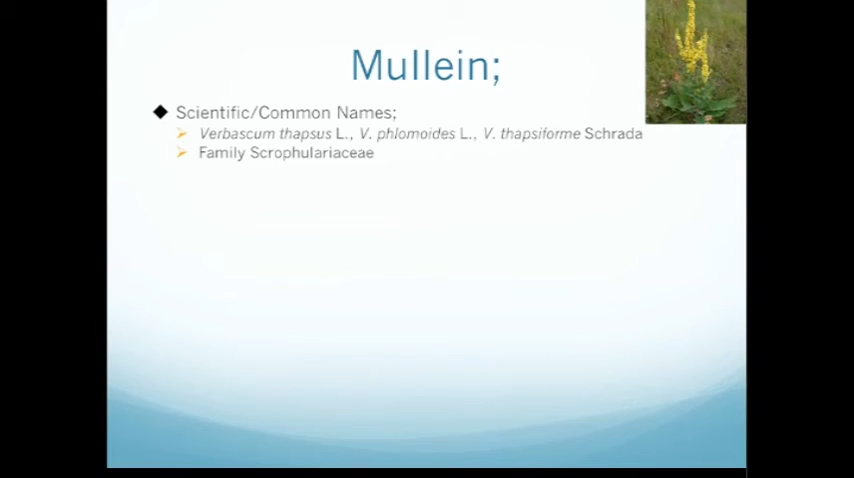 Mullein;
Scientific/Common Names;
Verbascum thapsus L., V. phlomoides L., V. thapsiforme Schrada
Family Scrophulariaceae